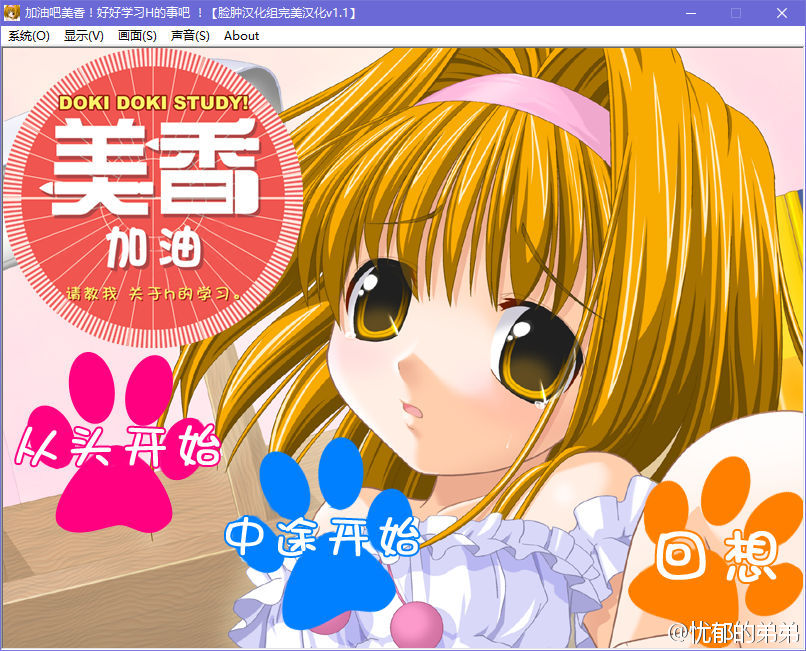 加油吧美香！好好学习H的事吧 ！【脸肿汉化组完美汉化v1.1】
系统(O) 显示(V) 画面(S) 声音(S) About
DOKI DOKI STUDY!
美香
加油
请教我 关于h的学习。
从头开始
中途开始
回想
@忧郁的弟弟